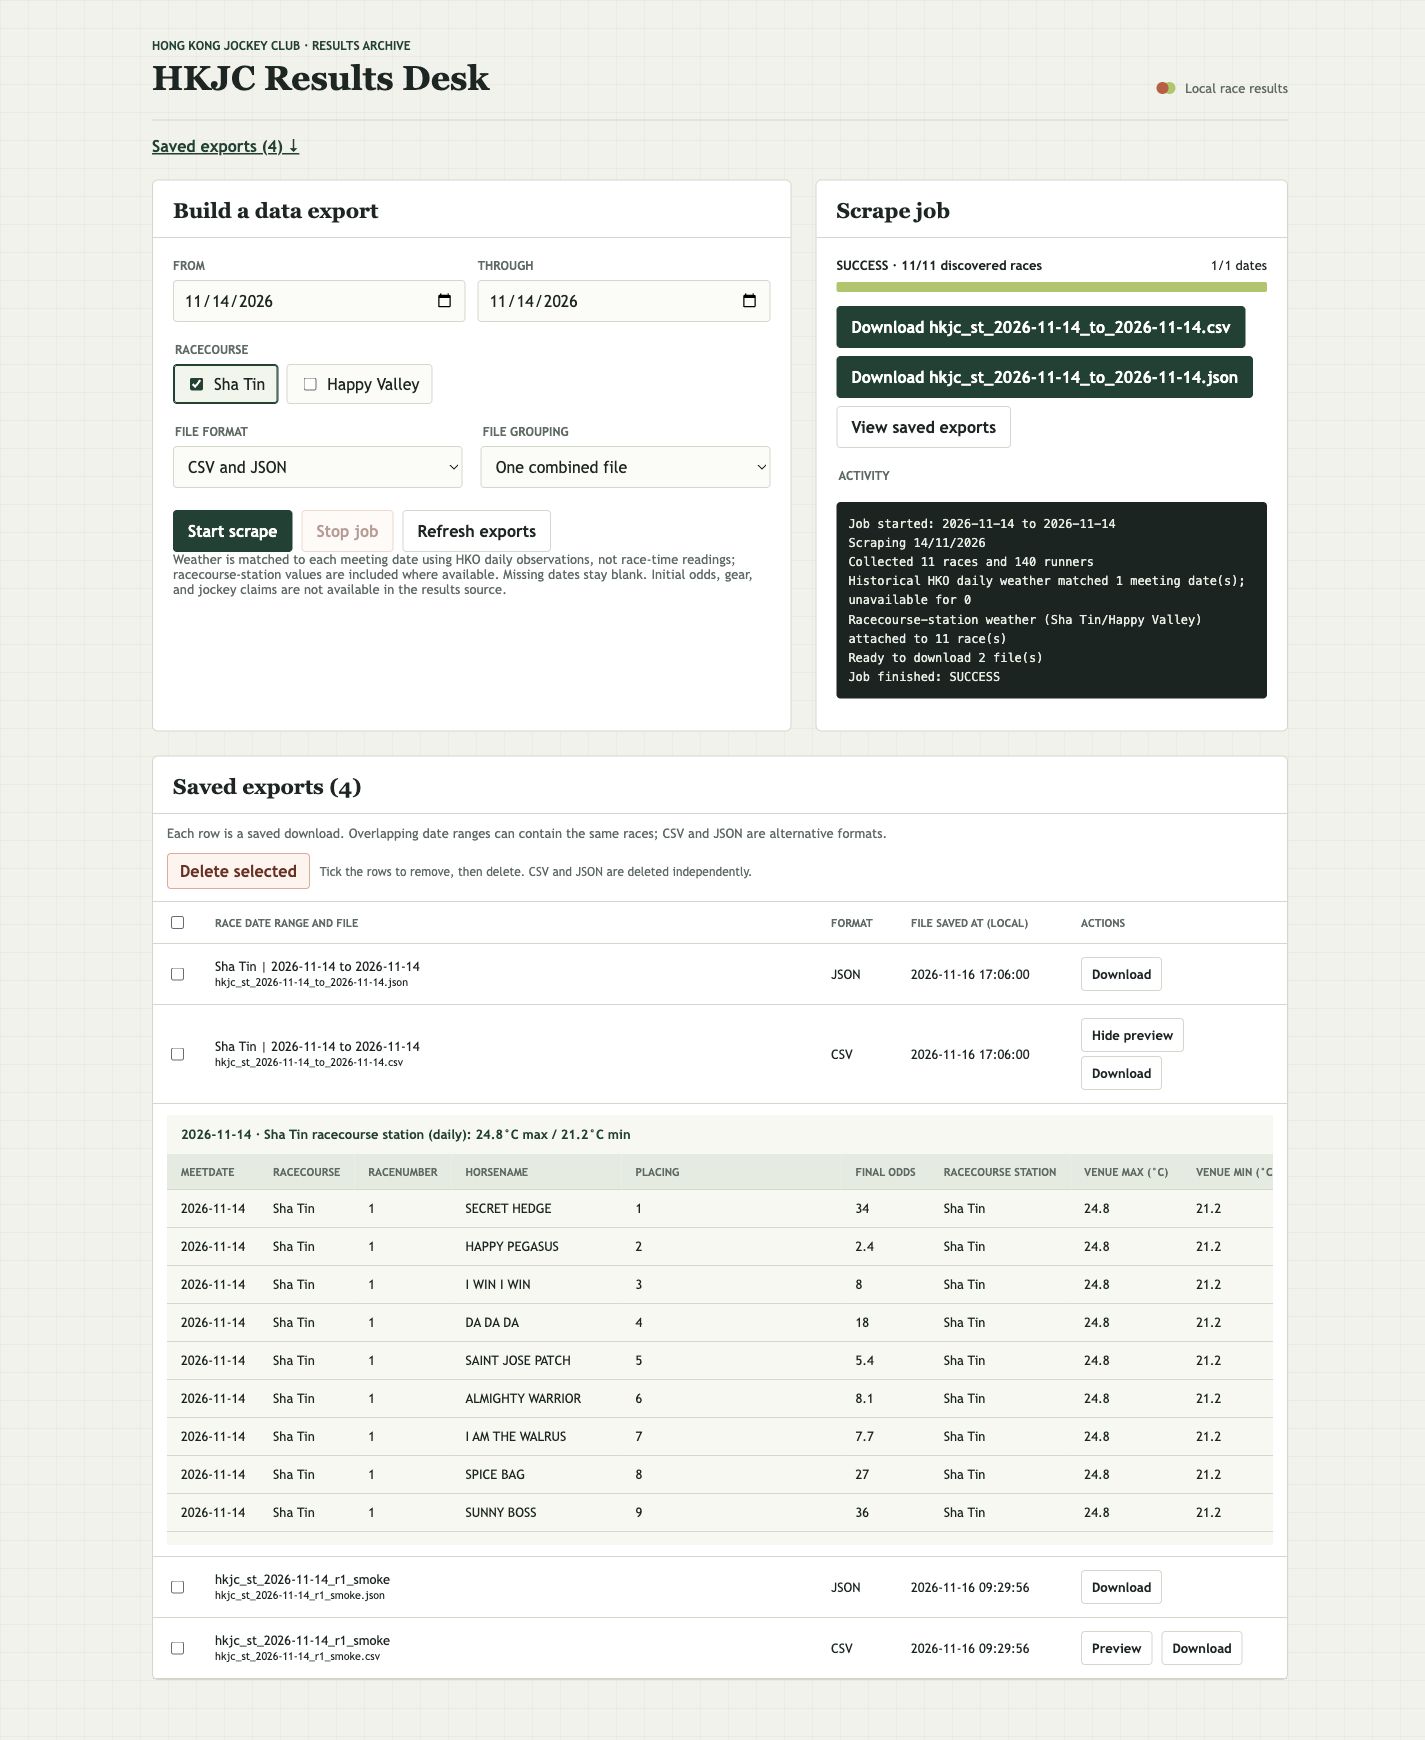 HONG KONG JOCKEY CLUB · RESULTS ARCHIVE
HKJC Results Desk
Local race results
Saved exports (4) ↓
Build a data export
FROM
THROUGH
11/14/2026
11/14/2026
RACECOURSE
Sha Tin
Happy Valley
FILE FORMAT
FILE GROUPING
CSV and JSON
One combined file
Start scrape
Stop job
Refresh exports
Weather is matched to each meeting date using HKO daily observations, not race-time readings;
racecourse-station values are included where available. Missing dates stay blank. Initial odds, gear,
and jockey claims are not available in the results source.
Scrape job
SUCCESS · 11/11 discovered races
1/1 dates
Download hkjc_st_2026-11-14_to_2026-11-14.csv
Download hkjc_st_2026-11-14_to_2026-11-14.json
View saved exports
ACTIVITY
Job started: 2026-11-14 to 2026-11-14
Scraping 14/11/2026
Collected 11 races and 140 runners
Historical HKO daily weather matched 1 meeting date(s);
unavailable for 0
Racecourse-station weather (Sha Tin/Happy Valley)
attached to 11 race(s)
Ready to download 2 file(s)
Job finished: SUCCESS
Saved exports (4)
Each row is a saved download. Overlapping date ranges can contain the same races; CSV and JSON are alternative formats.
Delete selected
Tick the rows to remove, then delete. CSV and JSON are deleted independently.
RACE DATE RANGE AND FILE FORMAT FILE SAVED AT (LOCAL) ACTIONS
Sha Tin | 2026-11-14 to 2026-11-14
hkjc_st_2026-11-14_to_2026-11-14.json
JSON
2026-11-16 17:06:00
Download
Sha Tin | 2026-11-14 to 2026-11-14
hkjc_st_2026-11-14_to_2026-11-14.csv
CSV
2026-11-16 17:06:00
Hide preview
Download
2026-11-14 · Sha Tin racecourse station (daily): 24.8°C max / 21.2°C min
MEETDATE RACECOURSE RACENUMBER HORSENAME PLACING FINAL ODDS RACECOURSE STATION VENUE MAX (°C) VENUE MIN (°C
2026-11-14 Sha Tin 1 SECRET HEDGE 1 34 Sha Tin 24.8 21.2
2026-11-14 Sha Tin 1 HAPPY PEGASUS 2 2.4 Sha Tin 24.8 21.2
2026-11-14 Sha Tin 1 I WIN I WIN 3 8 Sha Tin 24.8 21.2
2026-11-14 Sha Tin 1 DA DA DA 4 18 Sha Tin 24.8 21.2
2026-11-14 Sha Tin 1 SAINT JOSE PATCH 5 5.4 Sha Tin 24.8 21.2
2026-11-14 Sha Tin 1 ALMIGHTY WARRIOR 6 8.1 Sha Tin 24.8 21.2
2026-11-14 Sha Tin 1 I AM THE WALRUS 7 7.7 Sha Tin 24.8 21.2
2026-11-14 Sha Tin 1 SPICE BAG 8 27 Sha Tin 24.8 21.2
2026-11-14 Sha Tin 1 SUNNY BOSS 9 36 Sha Tin 24.8 21.2
hkjc_st_2026-11-14_r1_smoke
hkjc_st_2026-11-14_r1_smoke.json
JSON
2026-11-16 09:29:56
Download
hkjc_st_2026-11-14_r1_smoke
hkjc_st_2026-11-14_r1_smoke.csv
CSV
2026-11-16 09:29:56
Preview
Download